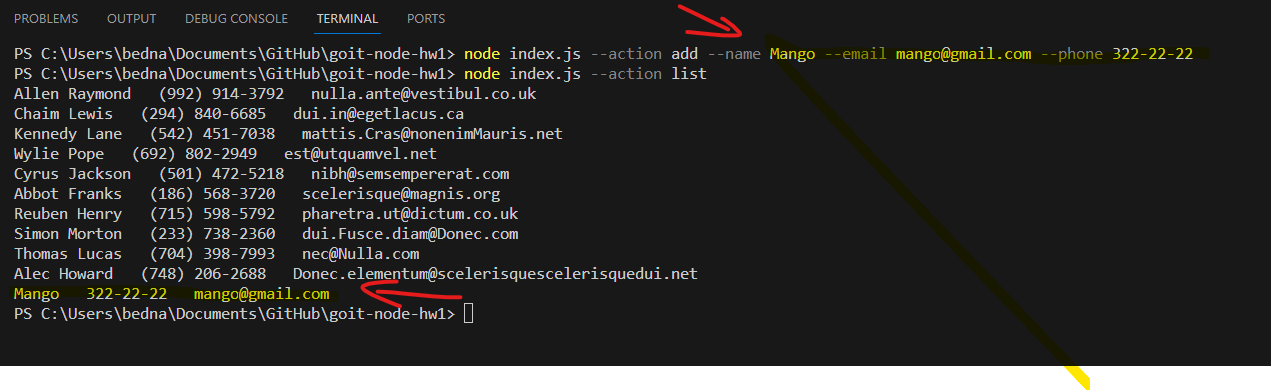 PROBLEMS OUTPUT DEBUG CONSOLE TERMINAL PORTS
PS C:\Users\bedna\Documents\GitHub\goit-node-hw1> node index.js --action add --name Mango --email mango@gmail.com --phone 322-22-22
PS C:\Users\bedna\Documents\GitHub\goit-node-hw1> node index.js --action list
Allen Raymond   (992) 914-3792   nulla.ante@vestibul.co.uk
Chaim Lewis   (294) 840-6685   dui.in@egetlacus.ca
Kennedy Lane   (542) 451-7038   mattis.Cras@nonenimMauris.net
Wylie Pope   (692) 802-2949   est@utquamvel.net
Cyrus Jackson   (501) 472-5218   nibh@semsempererat.com
Abbot Franks   (186) 568-3720   scelerisque@magnis.org
Reuben Henry   (715) 598-5792   pharetra.ut@dictum.co.uk
Simon Morton   (233) 738-2360   dui.Fusce.diam@Donec.com
Thomas Lucas   (704) 398-7993   nec@Nulla.com
Alec Howard   (748) 206-2688   Donec.elementum@scelerisquescelerisquedui.net
Mango   322-22-22   mango@gmail.com
PS C:\Users\bedna\Documents\GitHub\goit-node-hw1>